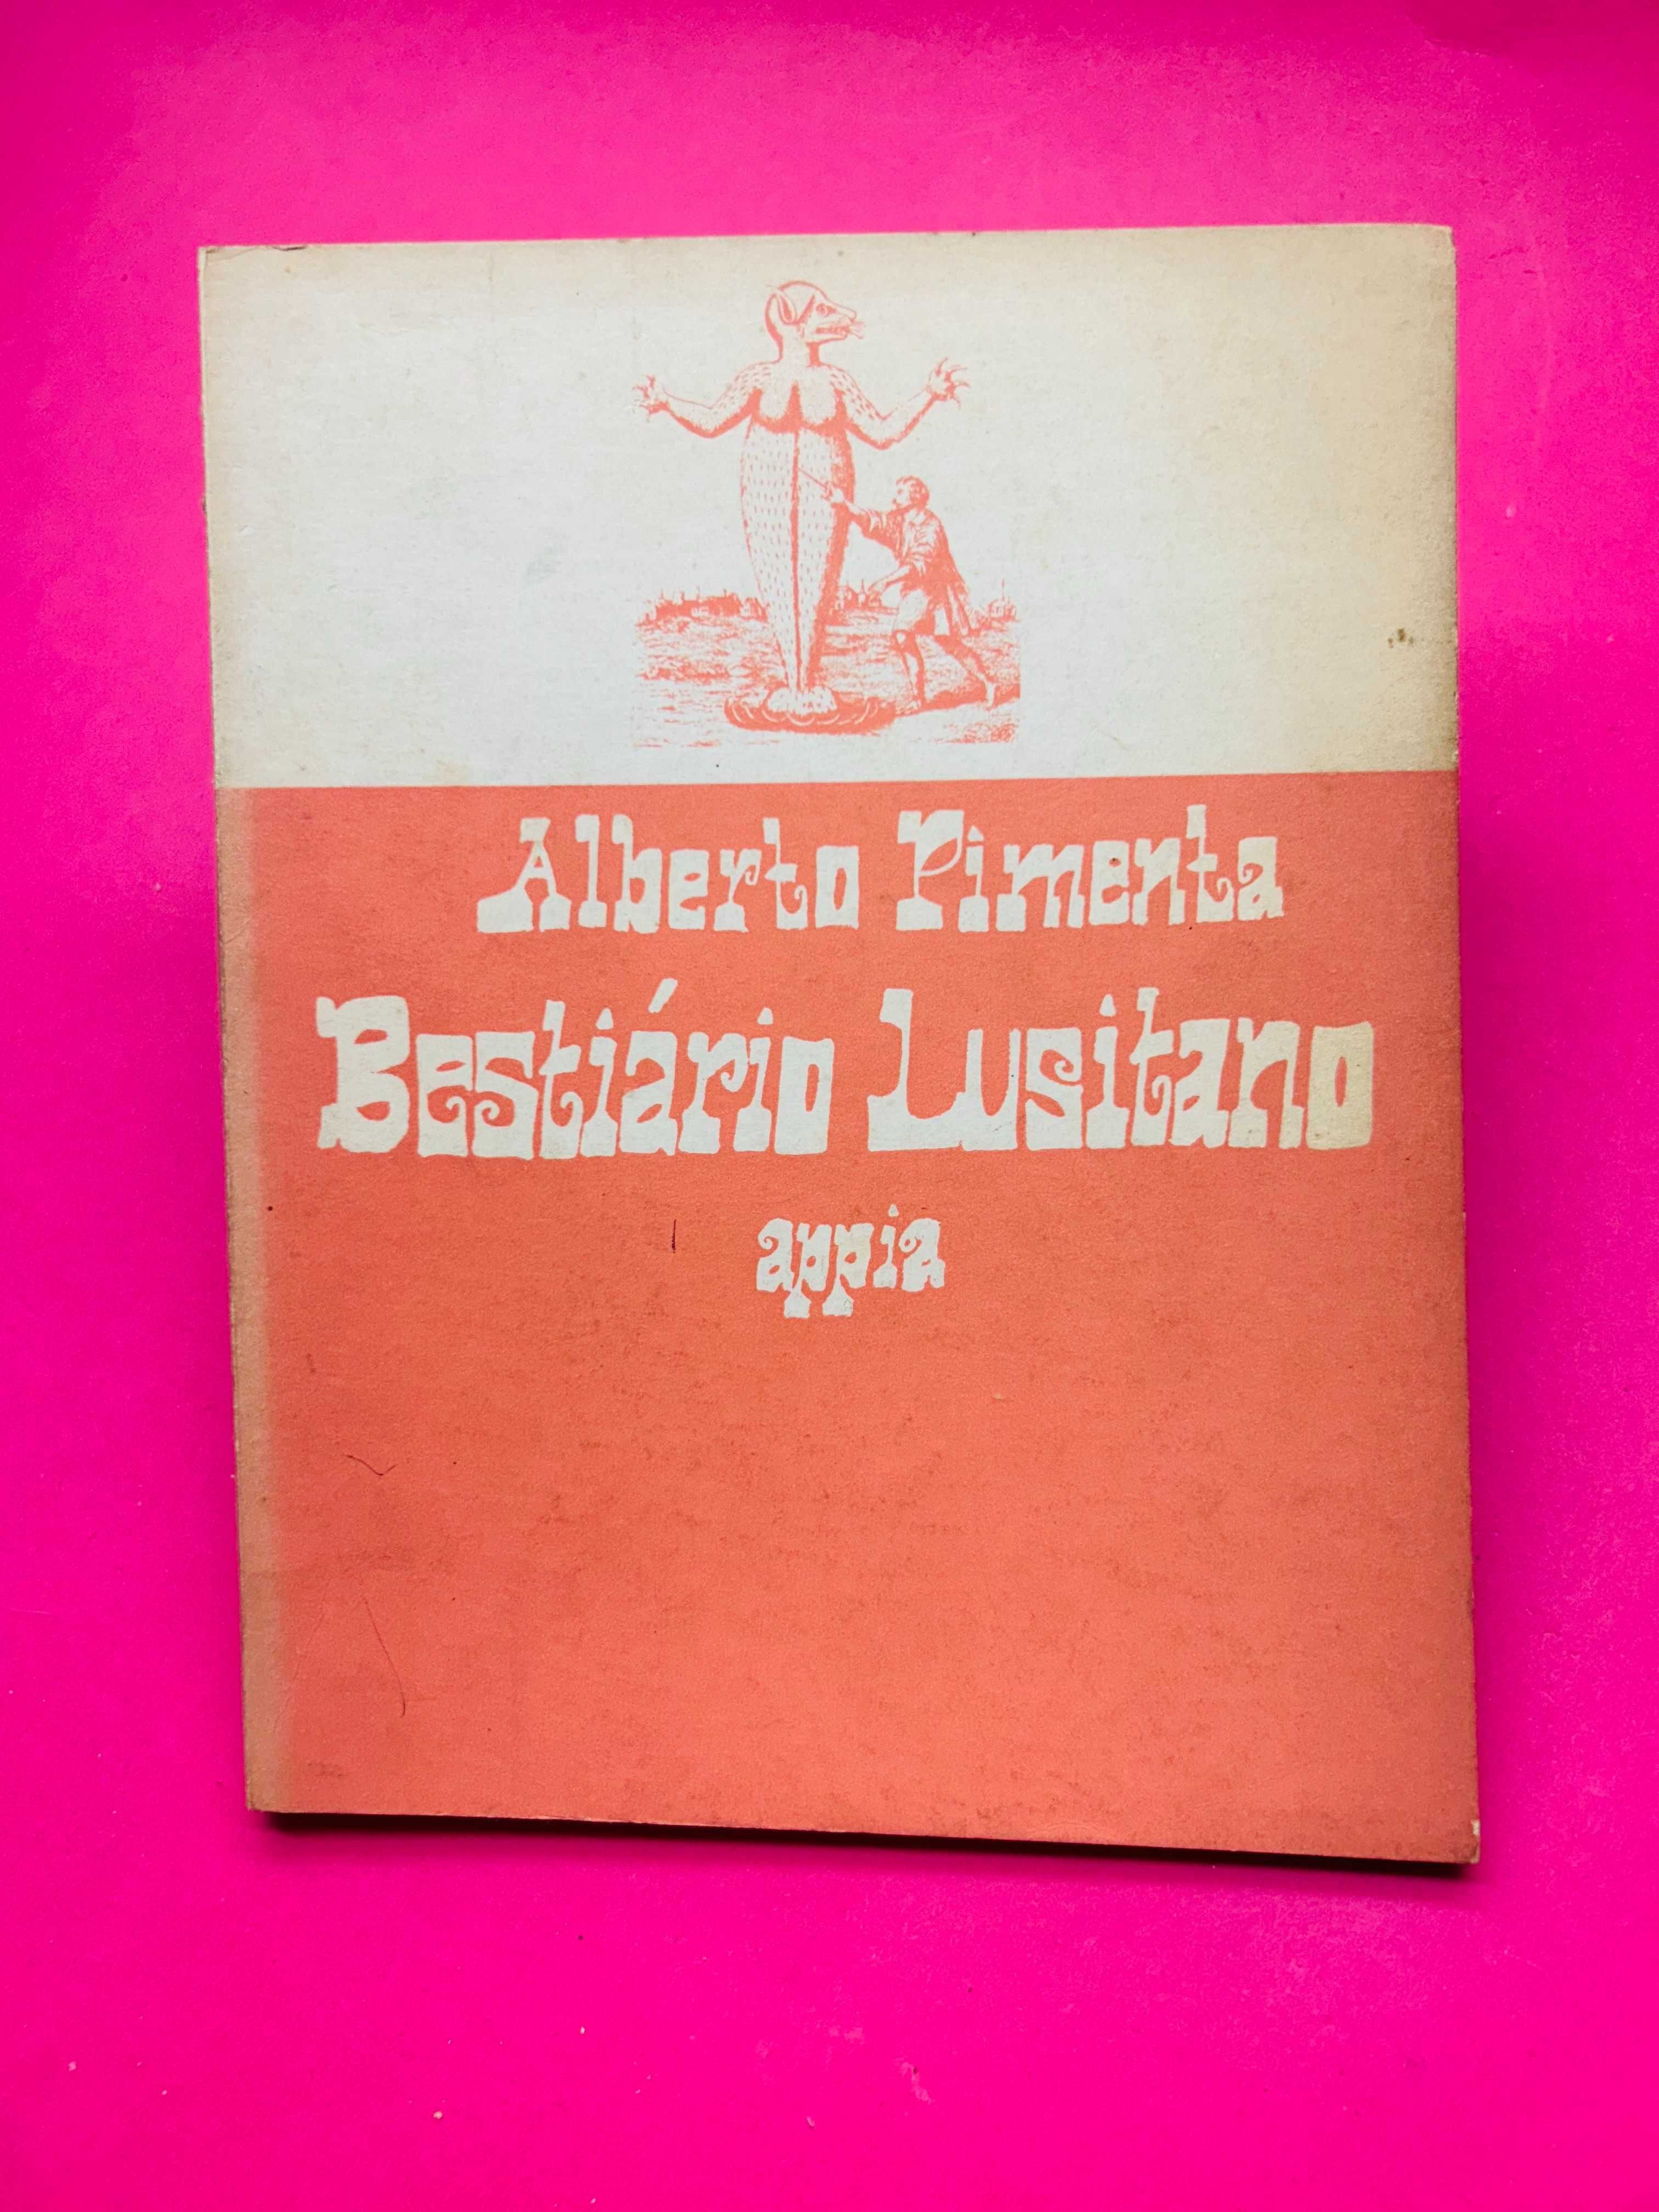 Alberto Pimenta
Bestiário Lusitano
appia